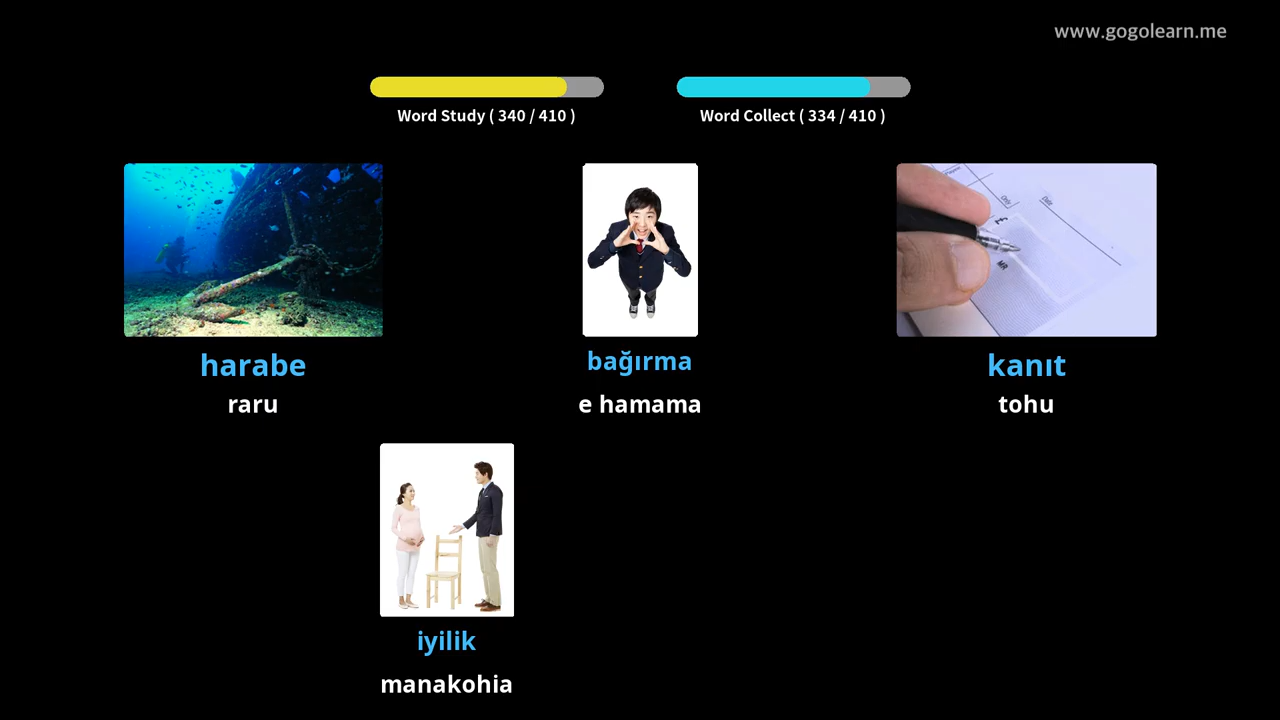 www.gogolearn.me
Word Study ( 340 / 410 )
Word Collect ( 334 / 410 )
harabe
raru
bağırma
e hamama
kanıt
tohu
iyilik
manakohia